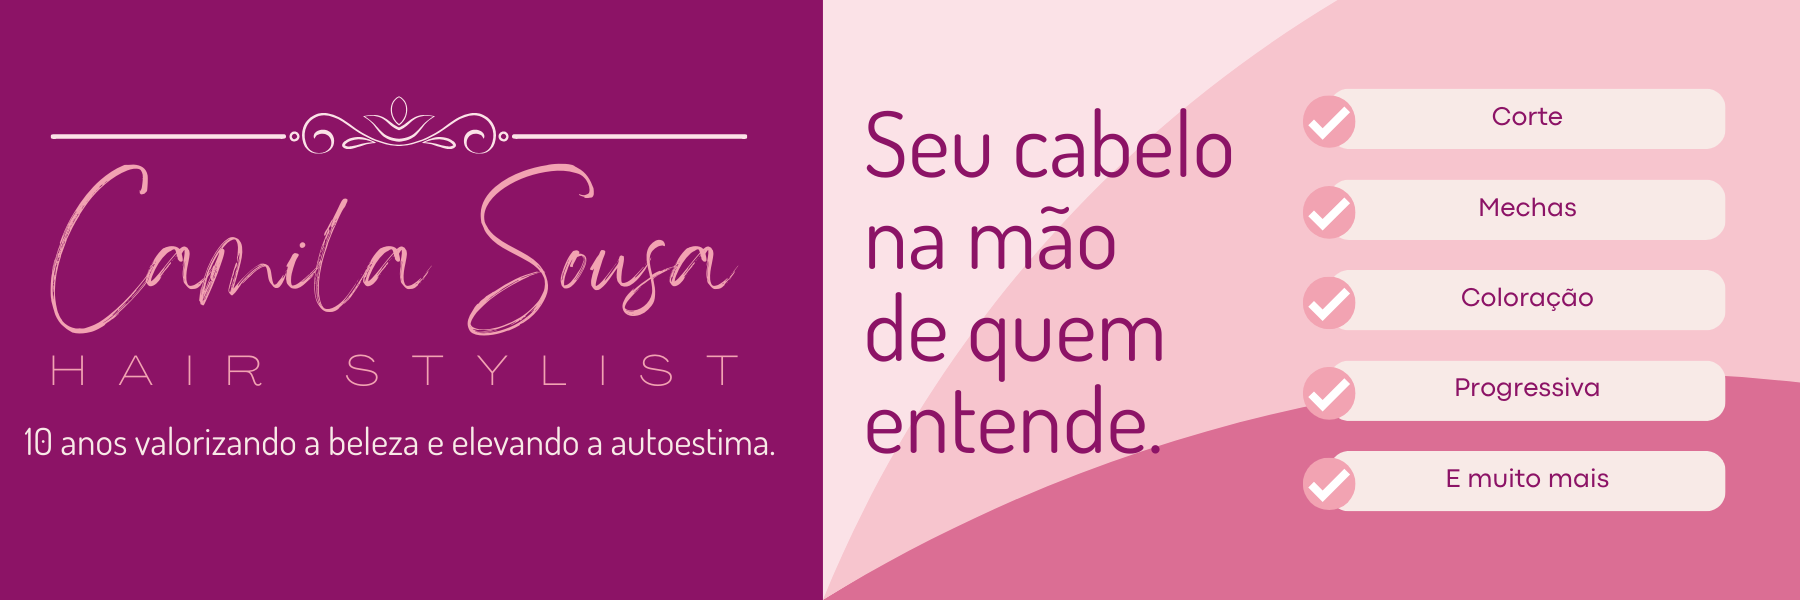 Camila Sousa
HAIR STYLIST
10 anos valorizando a beleza e elevando a autoestima.
Seu cabelo
na mão
de quem
entende.
Corte
Mechas
Coloração
Progressiva
E muito mais